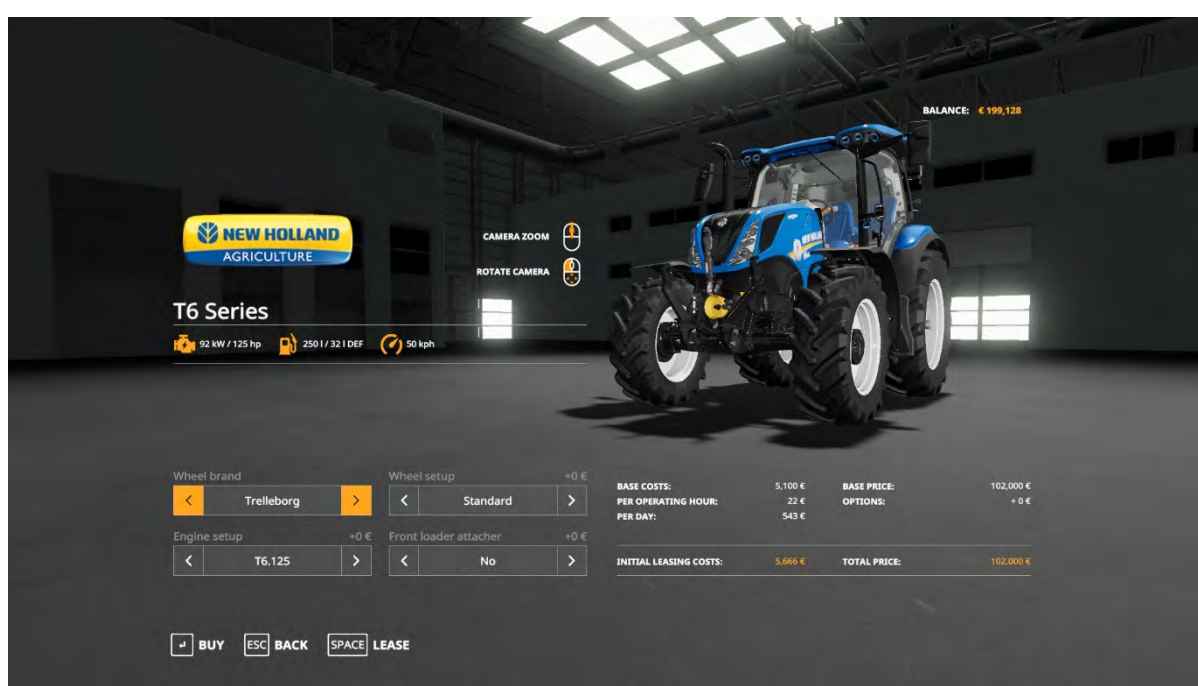 BALANCE: € 199,128
NEW HOLLAND
AGRICULTURE
CAMERA ZOOM
ROTATE CAMERA
T6 Series
92 kW / 125 hp 250 l / 32 l DEF 50 kph
Wheel brand Wheel setup +0 €
< Trelleborg > < Standard >
Engine setup +0 € Front loader attacher +0 €
< T6.125 > < No >
BASE COSTS: 5,100 € BASE PRICE: 102,000 €
PER OPERATING HOUR: 22 € OPTIONS: + 0 €
PER DAY: 543 €
INITIAL LEASING COSTS: 5,666 € TOTAL PRICE: 102,000 €
↵ BUY ESC BACK SPACE LEASE